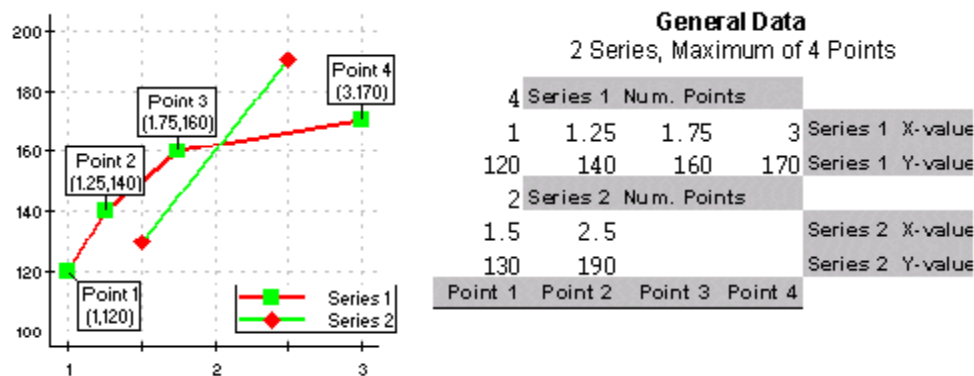 200
180
160
140
120
100
1
2
3
Point 1
(1,120)
Point 2
(1.25,140)
Point 3
(1.75,160)
Point 4
(3.170)
Series 1
Series 2
General Data
2 Series, Maximum of 4 Points
4 Series 1 Num. Points
1 1.25 1.75 3 Series 1 X-value
120 140 160 170 Series 1 Y-value
2 Series 2 Num. Points
1.5 2.5 Series 2 X-value
130 190 Series 2 Y-value
Point 1 Point 2 Point 3 Point 4